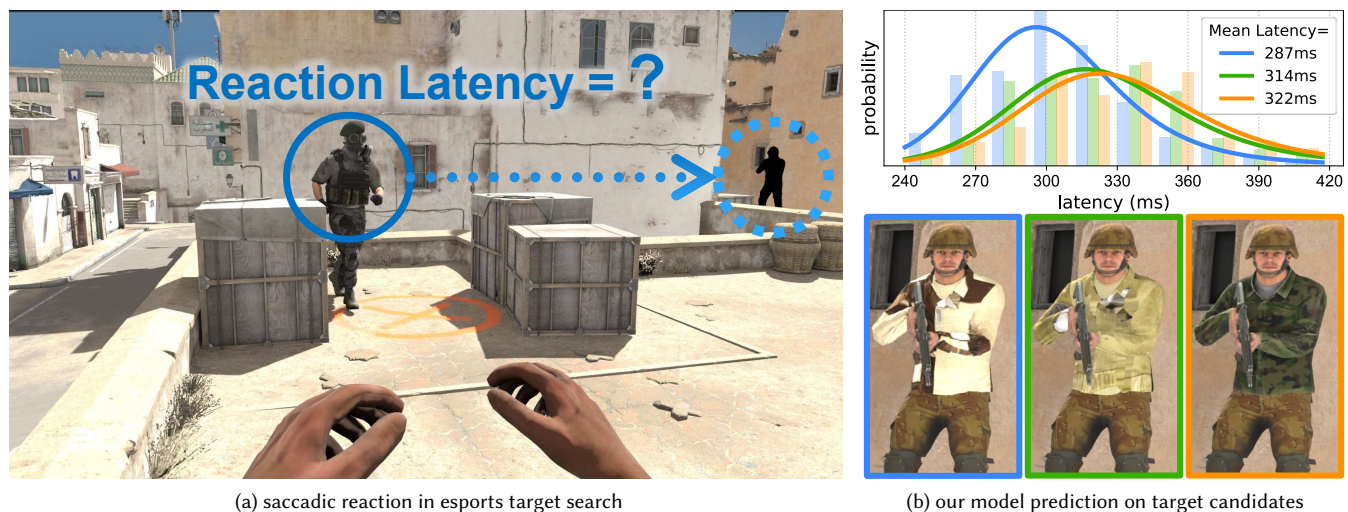 Reaction Latency = ?
(a) saccadic reaction in esports target search
probability
Mean Latency=
287ms
314ms
322ms
240 270 300 330 360 390 420
latency (ms)
(b) our model prediction on target candidates